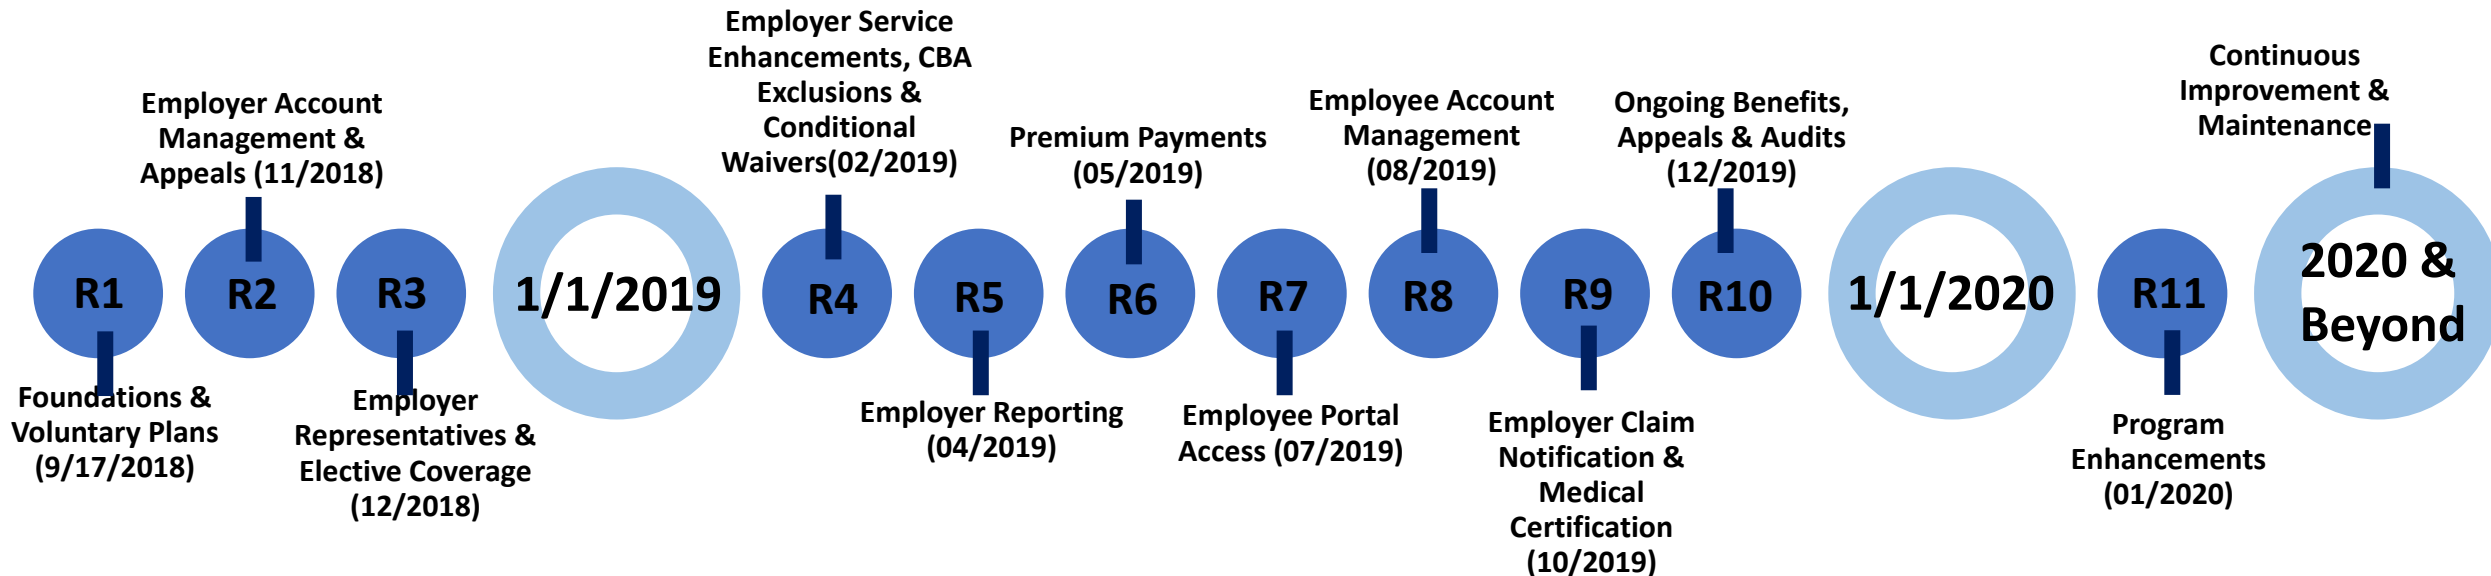 Foundations &
Voluntary Plans
(9/17/2018)
R1
Employer Account
Management &
Appeals (11/2018)
R2
R3
Employer
Representatives &
Elective Coverage
(12/2018)
1/1/2019
Employer Service
Enhancements, CBA
Exclusions &
Conditional
Waivers(02/2019)
R4
R5
Employer Reporting
(04/2019)
Premium Payments
(05/2019)
R6
R7
Employee Portal
Access (07/2019)
Employee Account
Management
(08/2019)
R8
R9
Employer Claim
Notification &
Medical
Certification
(10/2019)
Ongoing Benefits,
Appeals & Audits
(12/2019)
R10
1/1/2020
R11
Program
Enhancements
(01/2020)
Continuous
Improvement &
Maintenance
2020 &
Beyond